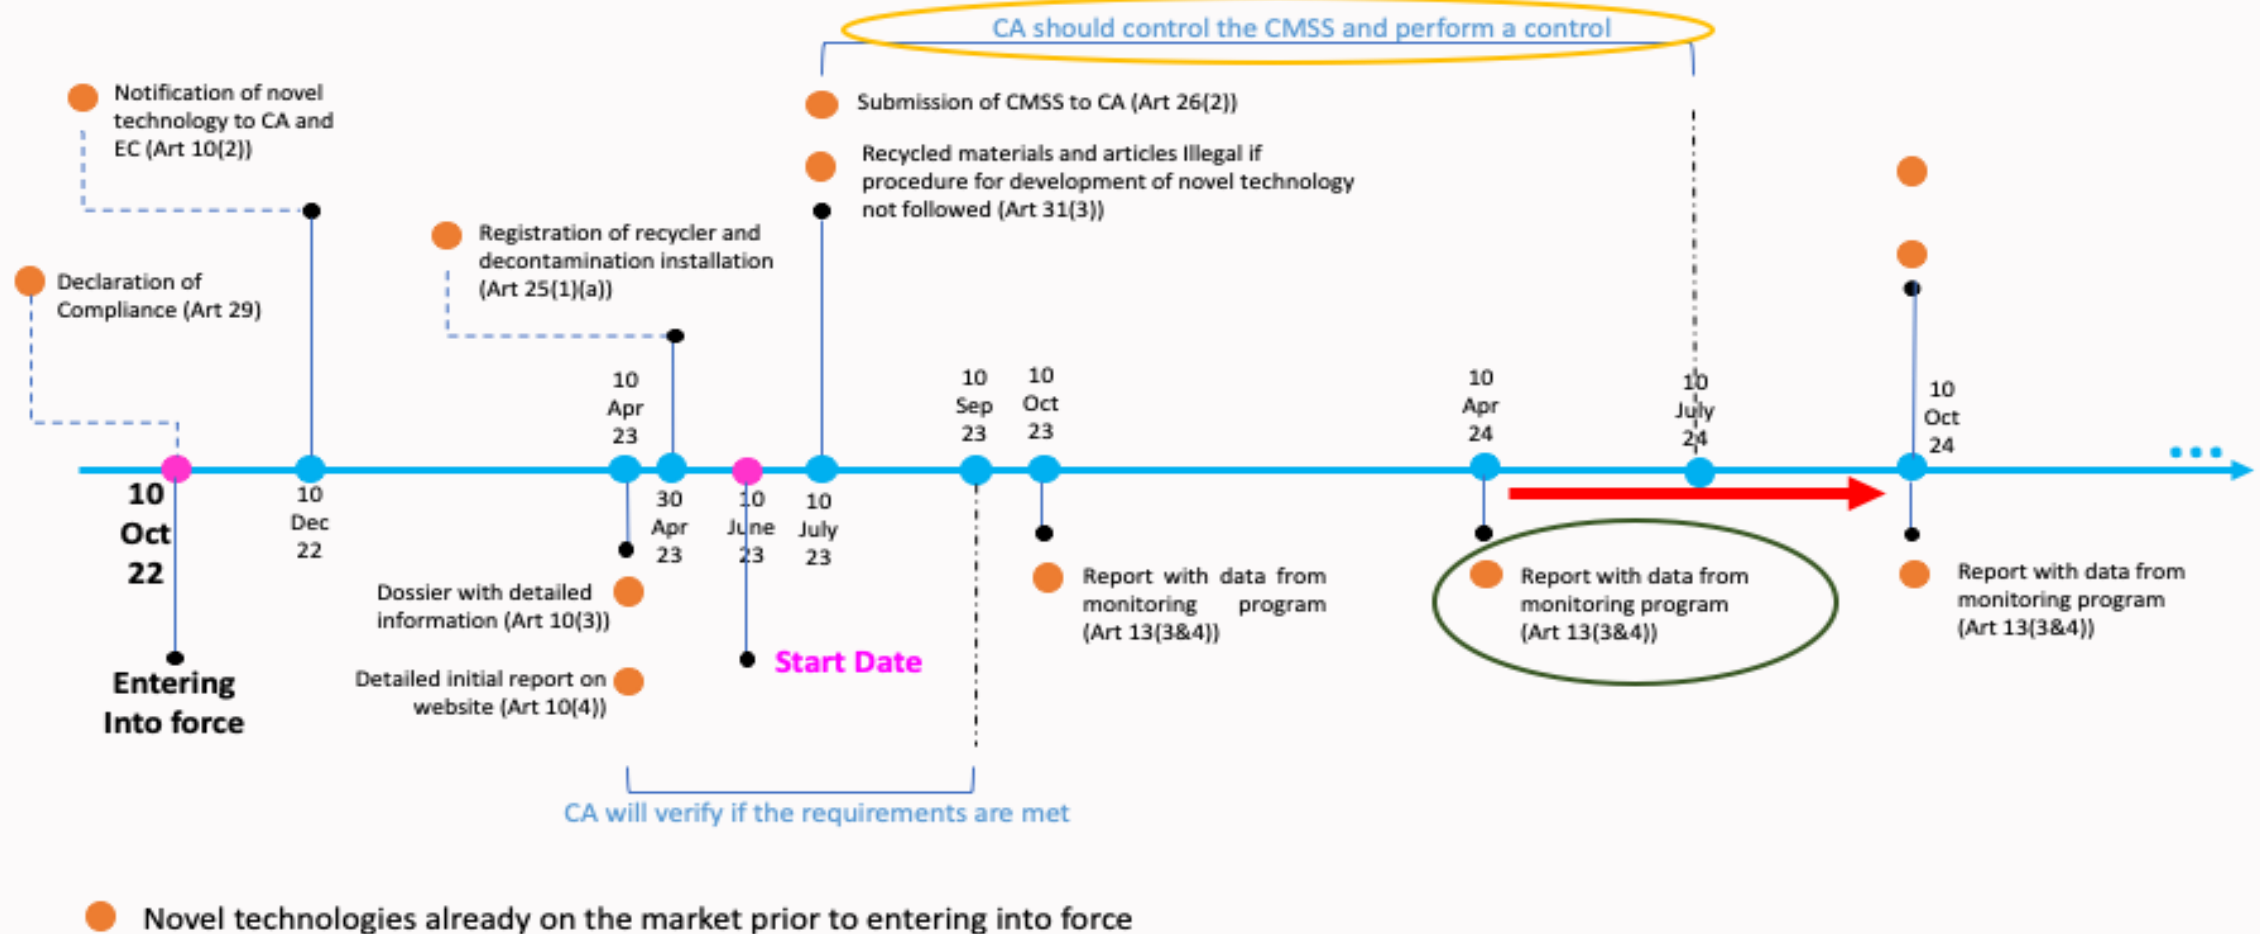 CA should control the CMSS and perform a control
Notification of novel
technology to CA and
EC (Art 10(2))
Submission of CMSS to CA (Art 26(2))
Recycled materials and articles Illegal if
procedure for development of novel technology
not followed (Art 31(3))
Registration of recycler and
decontamination installation
(Art 25(1)(a))
Declaration of
Compliance (Art 29)
10
Apr
23
10
Sep
23
10
Oct
23
10
Apr
24
10
July
24
10
Oct
24
...
10
Oct
22
10
Dec
22
30
Apr
23
10
June
23
10
July
23
Dossier with detailed
information (Art 10(3))
Detailed initial report on
website (Art 10(4))
Report with data from
monitoring program
(Art 13(3&4))
Report with data from
monitoring program
(Art 13(3&4))
Report with data from
monitoring program
(Art 13(3&4))
Start Date
Entering
Into force
CA will verify if the requirements are met
Novel technologies already on the market prior to entering into force